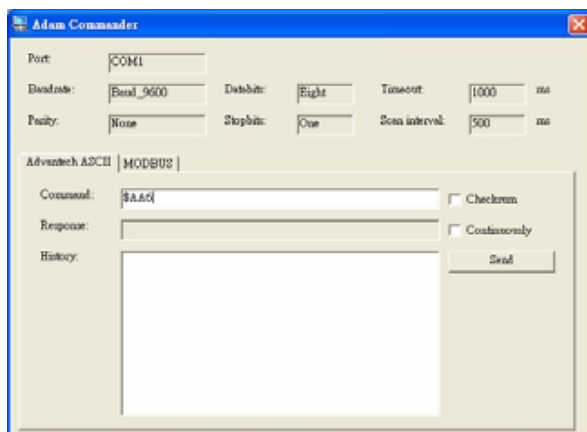 Adam Commander
Port: COM1
Baudrate: Baud_9600 Databits: Eight Timeout: 1000 ms
Parity: None Stopbits: One Scan interval: 500 ms
Advantech ASCII MODBUS
Command: $AA6 Checksum
Response: Continuously
History: Send